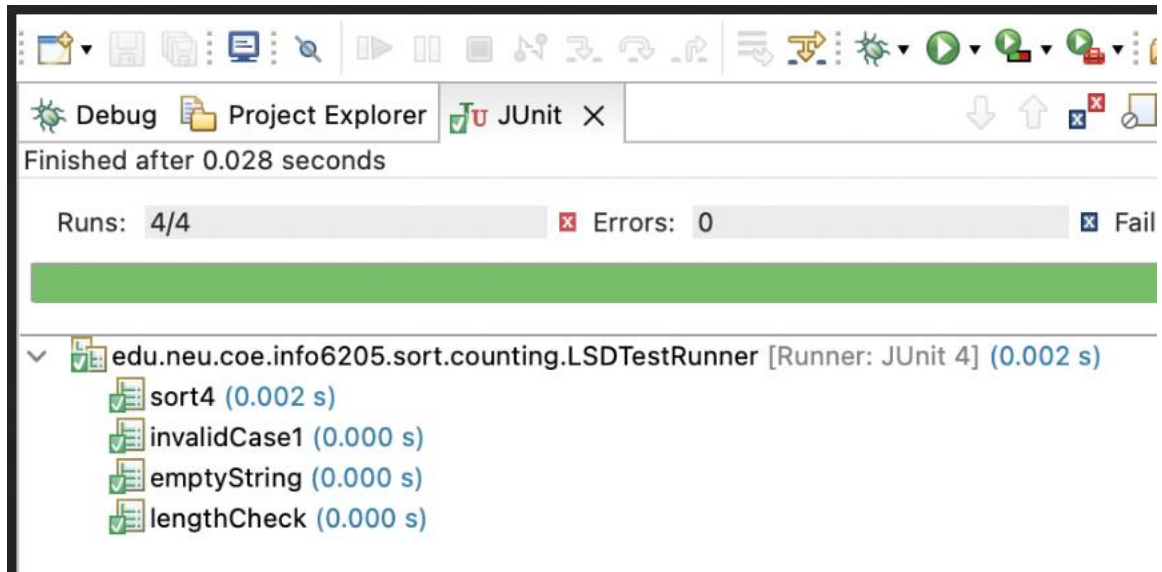 Debug Project Explorer JUnit
Finished after 0.028 seconds
Runs: 4/4 Errors: 0 Fail
edu.neu.coe.info6205.sort.counting.LSDTestRunner [Runner: JUnit 4] (0.002 s)
sort4 (0.002 s)
invalidCase1 (0.000 s)
emptyString (0.000 s)
lengthCheck (0.000 s)